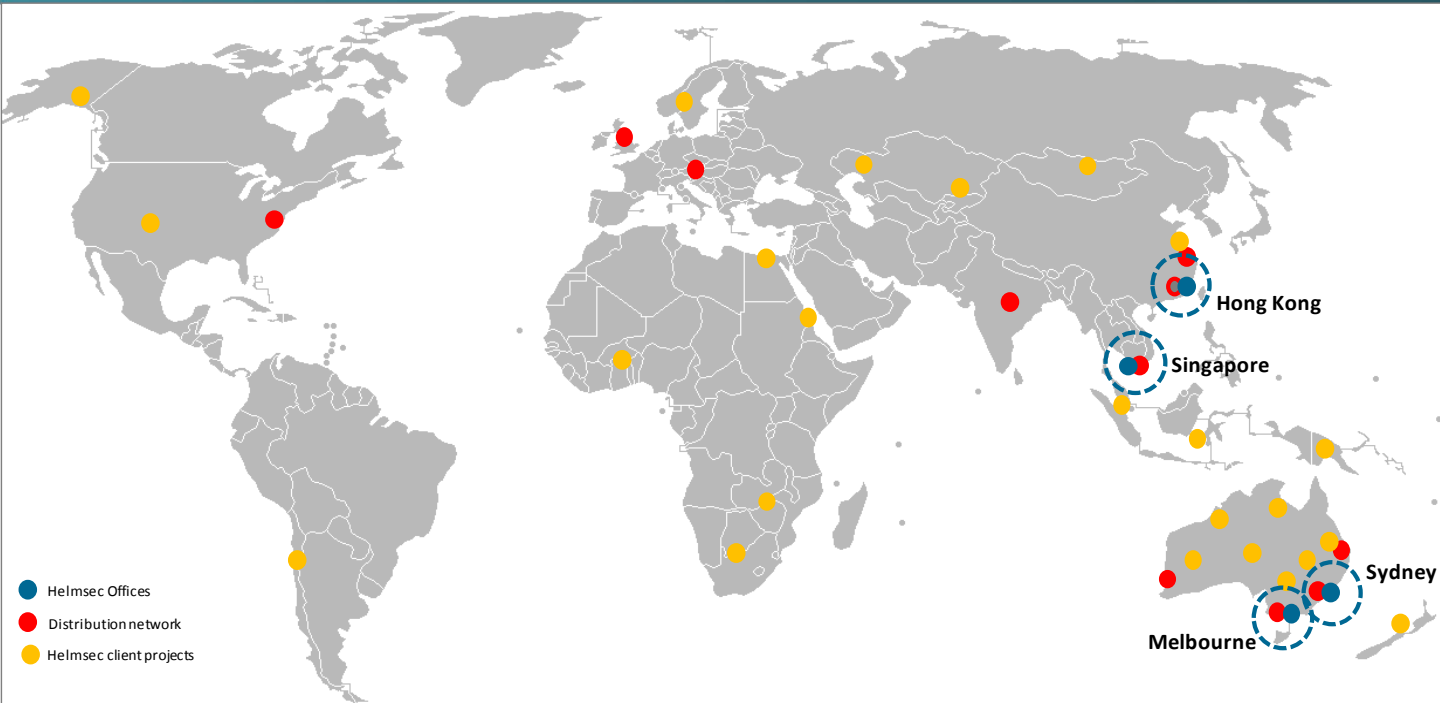 Hong Kong
Singapore
Sydney
Melbourne
Helmsec Offices
Distribution network
Helmsec client projects